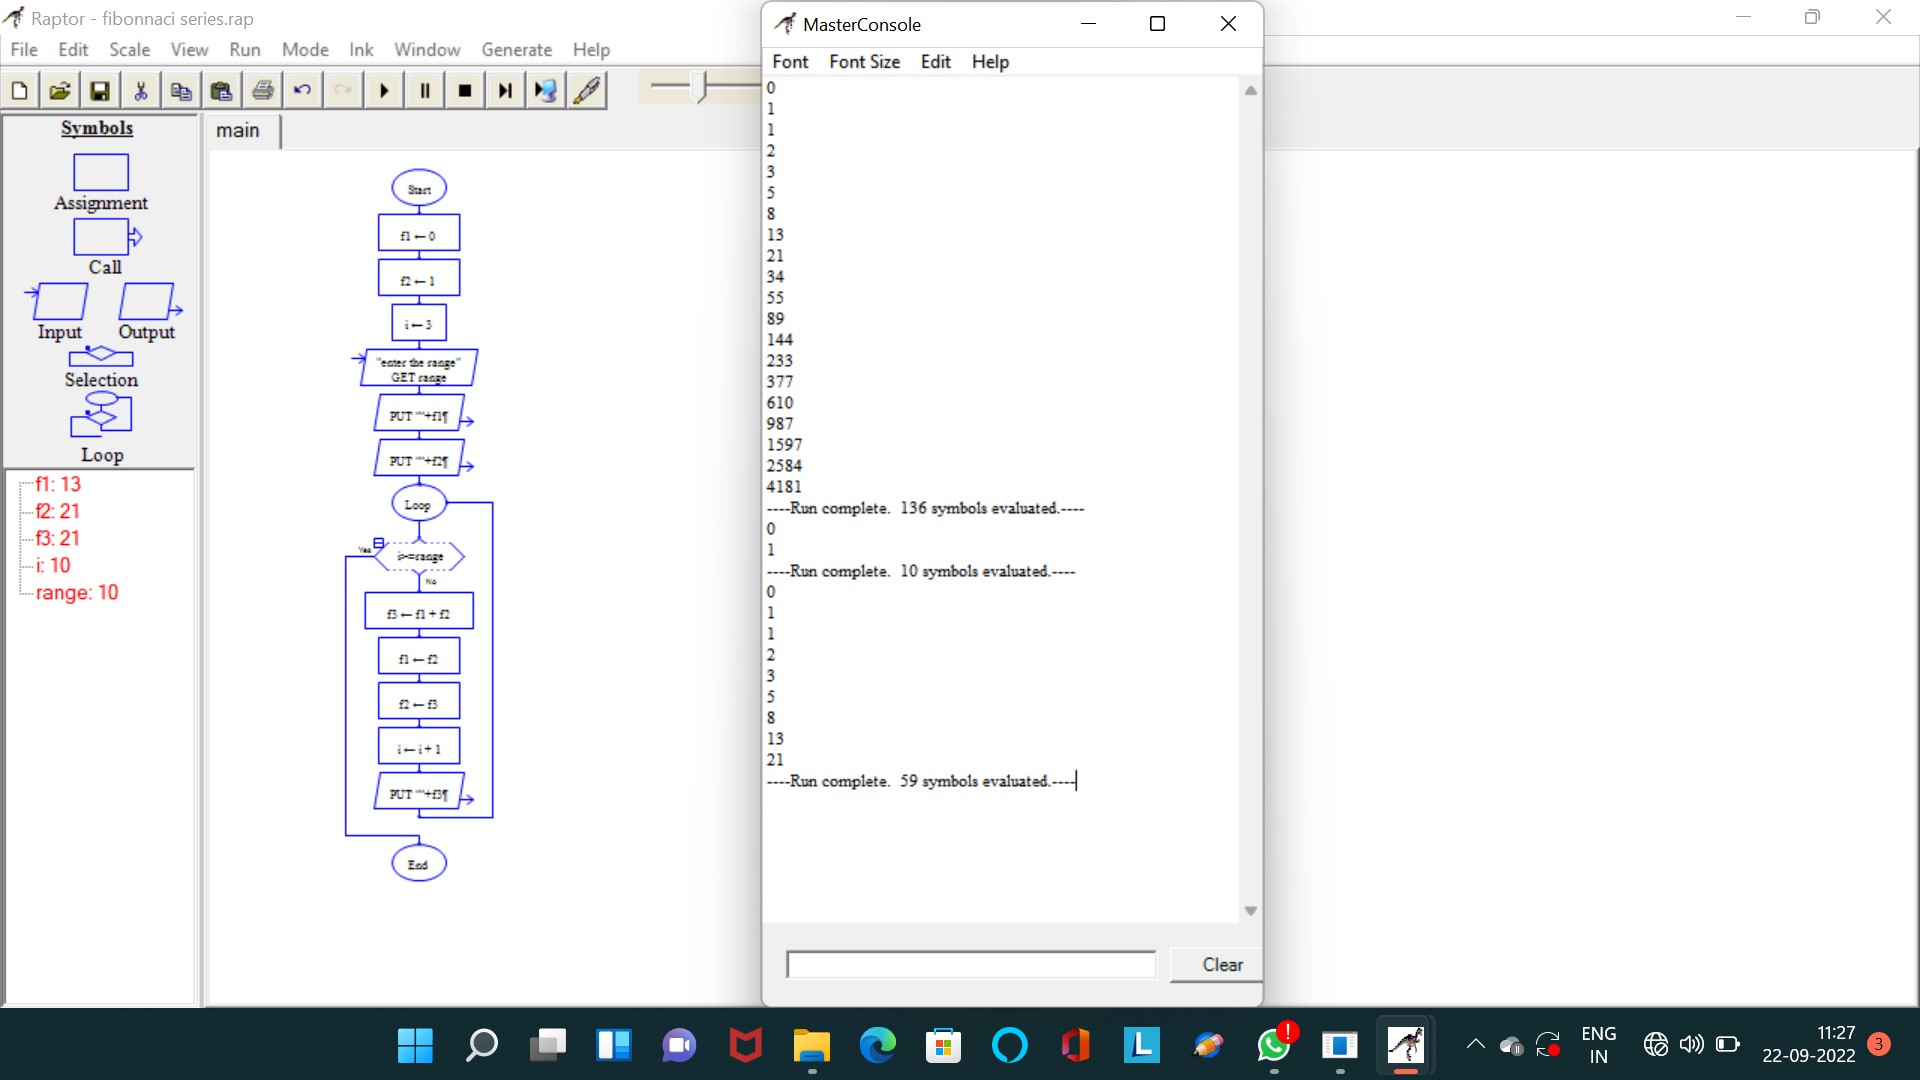 Raptor - fibonnaci series.rap
File Edit Scale View Run Mode Ink Window Generate Help
Symbols
Assignment
Call
Input Output
Selection
Loop
f1: 13
f2: 21
f3: 21
i: 10
range: 10
main
Start
f1 ← 0
f2 ← 1
i ← 3
"enter the range"
GET range
PUT ""+f1¶
PUT ""+f2¶
Loop
Yes
i>=range
No
f3 ← f1 + f2
f1 ← f2
f2 ← f3
i ← i + 1
PUT ""+f3¶
End
MasterConsole
Font Font Size Edit Help
0
1
1
2
3
5
8
13
21
34
55
89
144
233
377
610
987
1597
2584
4181
----Run complete. 136 symbols evaluated.----
0
1
----Run complete. 10 symbols evaluated.----
0
1
1
2
3
5
8
13
21
----Run complete. 59 symbols evaluated.----
Clear
L
!
ENG
IN
11:27
22-09-2022
3